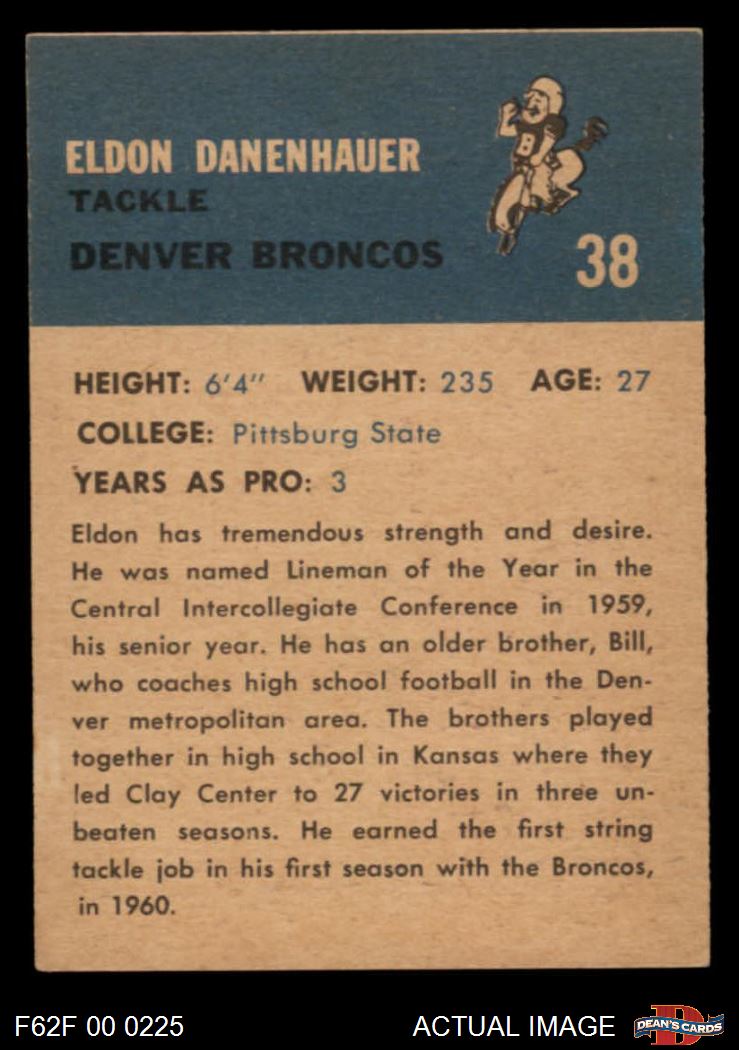 ELDON DANENHAUER
TACKLE
DENVER BRONCOS
8
38
HEIGHT: 6'4" WEIGHT: 235 AGE: 27
COLLEGE: Pittsburg State
YEARS AS PRO: 3
Eldon has tremendous strength and desire.
He was named Lineman of the Year in the
Central Intercollegiate Conference in 1959,
his senior year. He has an older brother, Bill,
who coaches high school football in the Den-
ver metropolitan area. The brothers played
together in high school in Kansas where they
led Clay Center to 27 victories in three un-
beaten seasons. He earned the first string
tackle job in his first season with the Broncos,
in 1960.
F62F 00 0225
ACTUAL IMAGE
D
DEAN'S CARDS